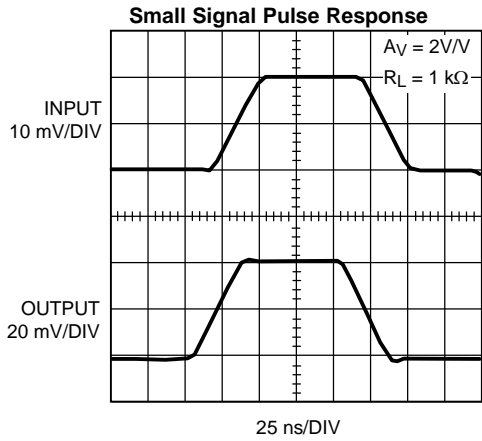 Small Signal Pulse Response
AV = 2V/V
RL = 1 kΩ
INPUT
10 mV/DIV
OUTPUT
20 mV/DIV
25 ns/DIV